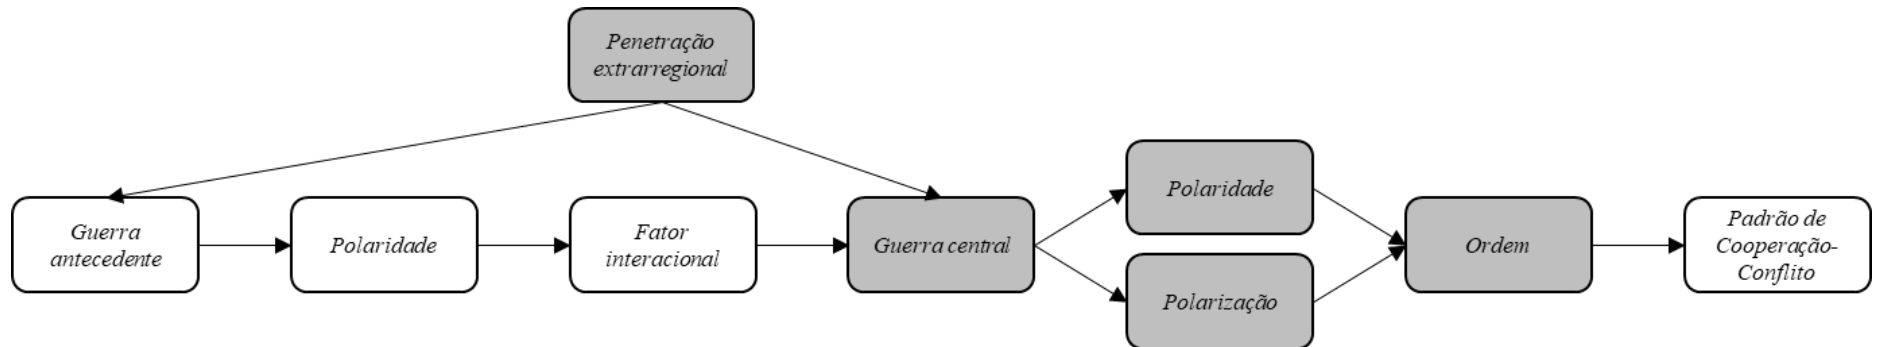 Penetração
extrarregional
Guerra
antecedente
Polaridade
Fator
interacional
Guerra central
Polaridade
Polarização
Ordem
Padrão de
Cooperação-
Conflito